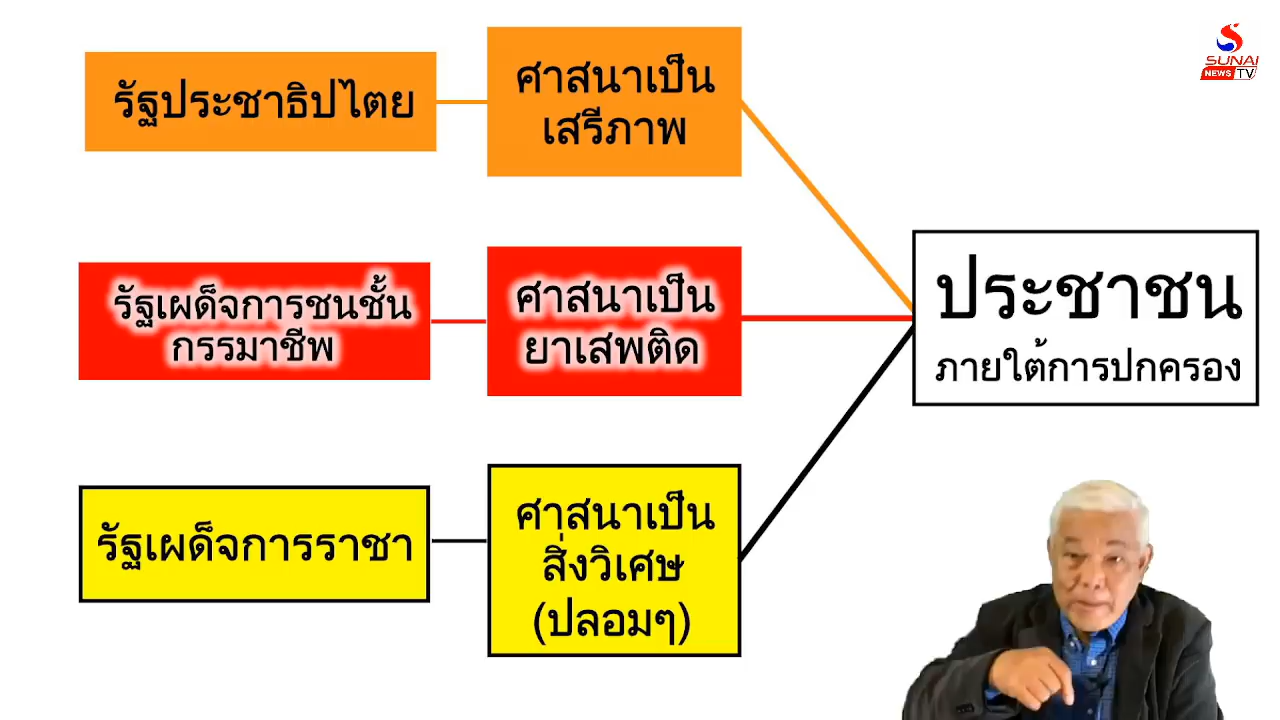 รัฐประชาธิปไตย
ศาสนาเป็น
เสรีภาพ
รัฐเผด็จการชนชั้น
กรรมาชีพ
ศาสนาเป็น
ยาเสพติด
รัฐเผด็จการราชา
ศาสนาเป็น
สิ่งวิเศษ
(ปลอมๆ)
ประชาชน
ภายใต้การปกครอง
SUNAI
NEWS TV